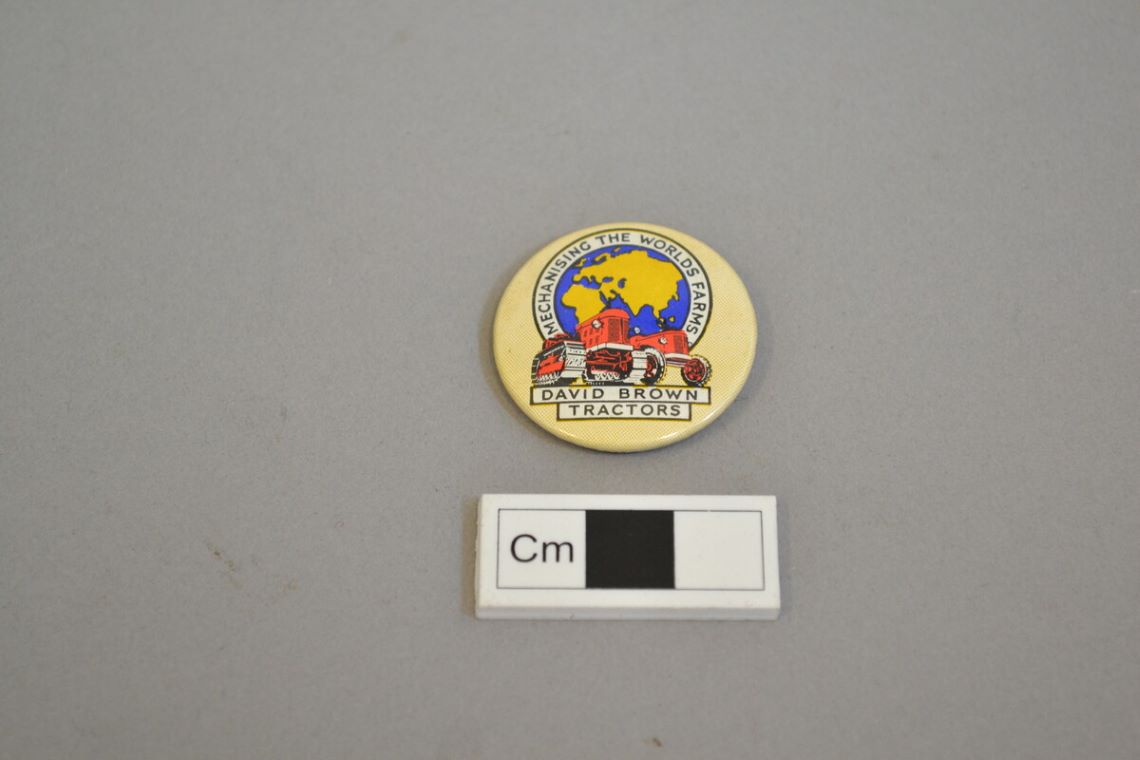 MECHANISING THE WORLDS FARMS
DAVID BROWN
TRACTORS
Cm